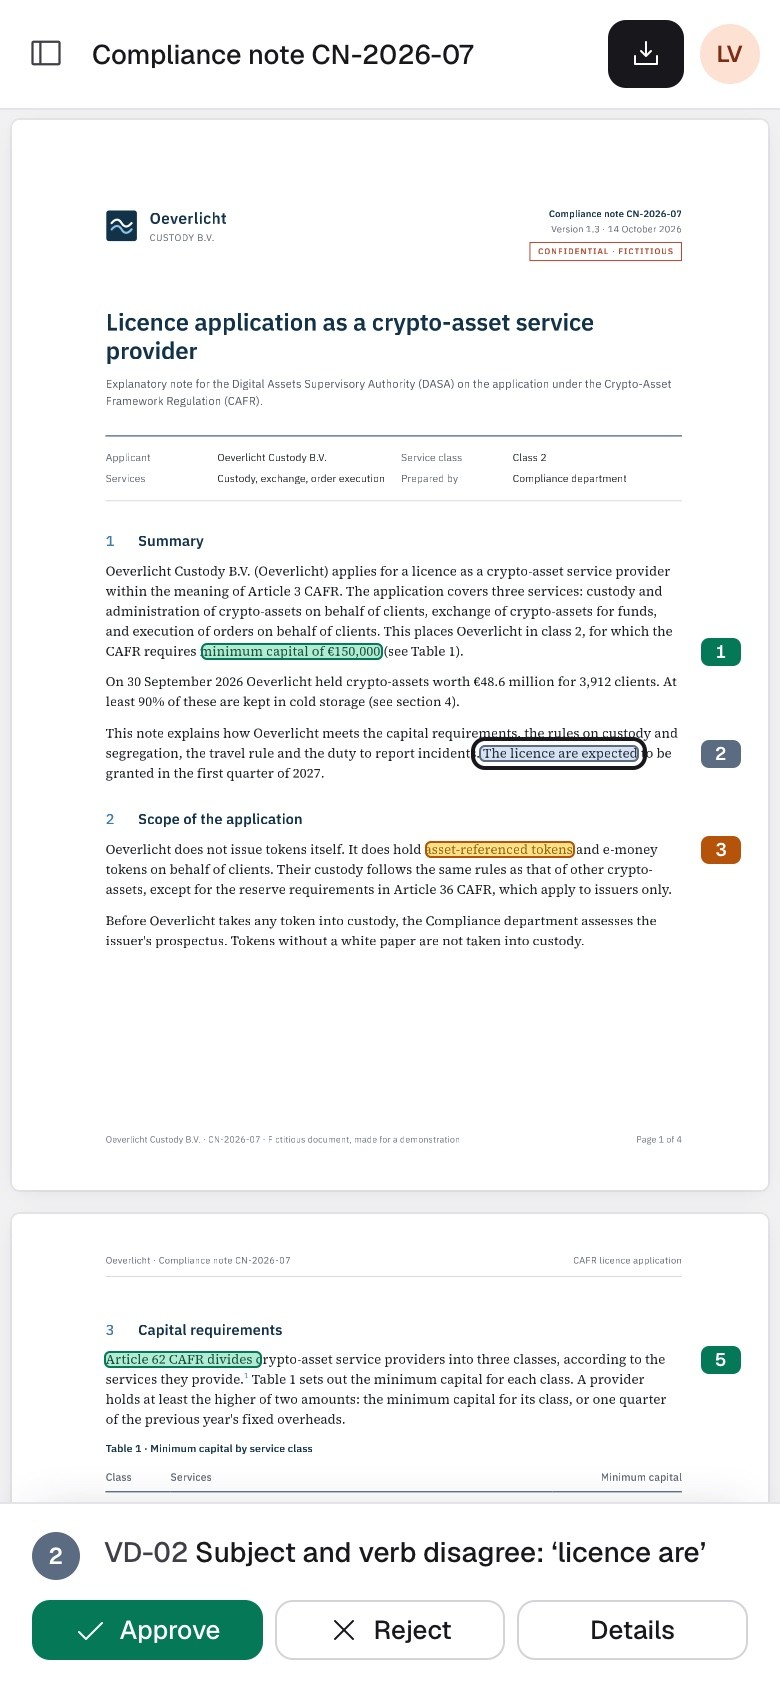 Compliance note CN-2026-07
LV
Oeverlicht
CUSTODY B.V.
Compliance note CN-2026-07
Version 1.3 · 14 October 2026
CONFIDENTIAL · FICTITIOUS
Licence application as a crypto-asset service
provider
Explanatory note for the Digital Assets Supervisory Authority (DASA) on the application under the Crypto-Asset
Framework Regulation (CAFR).
Applicant Oeverlicht Custody B.V. Service class Class 2
Services Custody, exchange, order execution Prepared by Compliance department
1 Summary
Oeverlicht Custody B.V. (Oeverlicht) applies for a licence as a crypto-asset service provider
within the meaning of Article 3 CAFR. The application covers three services: custody and
administration of crypto-assets on behalf of clients, exchange of crypto-assets for funds,
and execution of orders on behalf of clients. This places Oeverlicht in class 2, for which the
CAFR requires minimum capital of €150,000 (see Table 1).
1
On 30 September 2026 Oeverlicht held crypto-assets worth €48.6 million for 3,912 clients. At
least 90% of these are kept in cold storage (see section 4).
This note explains how Oeverlicht meets the capital requirements, the rules on custody and
segregation, the travel rule and the duty to report incidents. The licence are expected to be
2
granted in the first quarter of 2027.
2 Scope of the application
Oeverlicht does not issue tokens itself. It does hold asset-referenced tokens and e-money
3
tokens on behalf of clients. Their custody follows the same rules as that of other crypto-
assets, except for the reserve requirements in Article 36 CAFR, which apply to issuers only.
Before Oeverlicht takes any token into custody, the Compliance department assesses the
issuer's prospectus. Tokens without a white paper are not taken into custody.
Oeverlicht Custody B.V. · CN-2026-07 · Fictitious document, made for a demonstration Page 1 of 4
Oeverlicht · Compliance note CN-2026-07 CAFR licence application
3 Capital requirements
Article 62 CAFR divides crypto-asset service providers into three classes, according to the
5
services they provide.¹ Table 1 sets out the minimum capital for each class. A provider
holds at least the higher of two amounts: the minimum capital for its class, or one quarter
of the previous year's fixed overheads.
Table 1 · Minimum capital by service class
Class Services Minimum capital
2 VD-02 Subject and verb disagree: ‘licence are’
Approve Reject Details